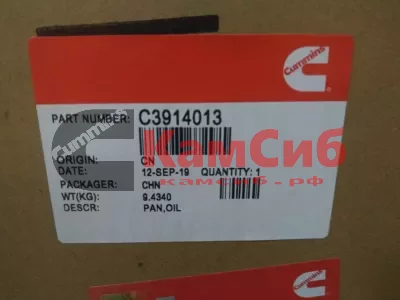 Cummins
PART NUMBER: C3914013
Cummins
КамСиб
ORIGIN: CN
DATE: 12-SEP-19 QUANTITY: 1
камсиб.рф
PACKAGER: CHN
WT(KG): 9.4340
DESCR: PAN,OIL